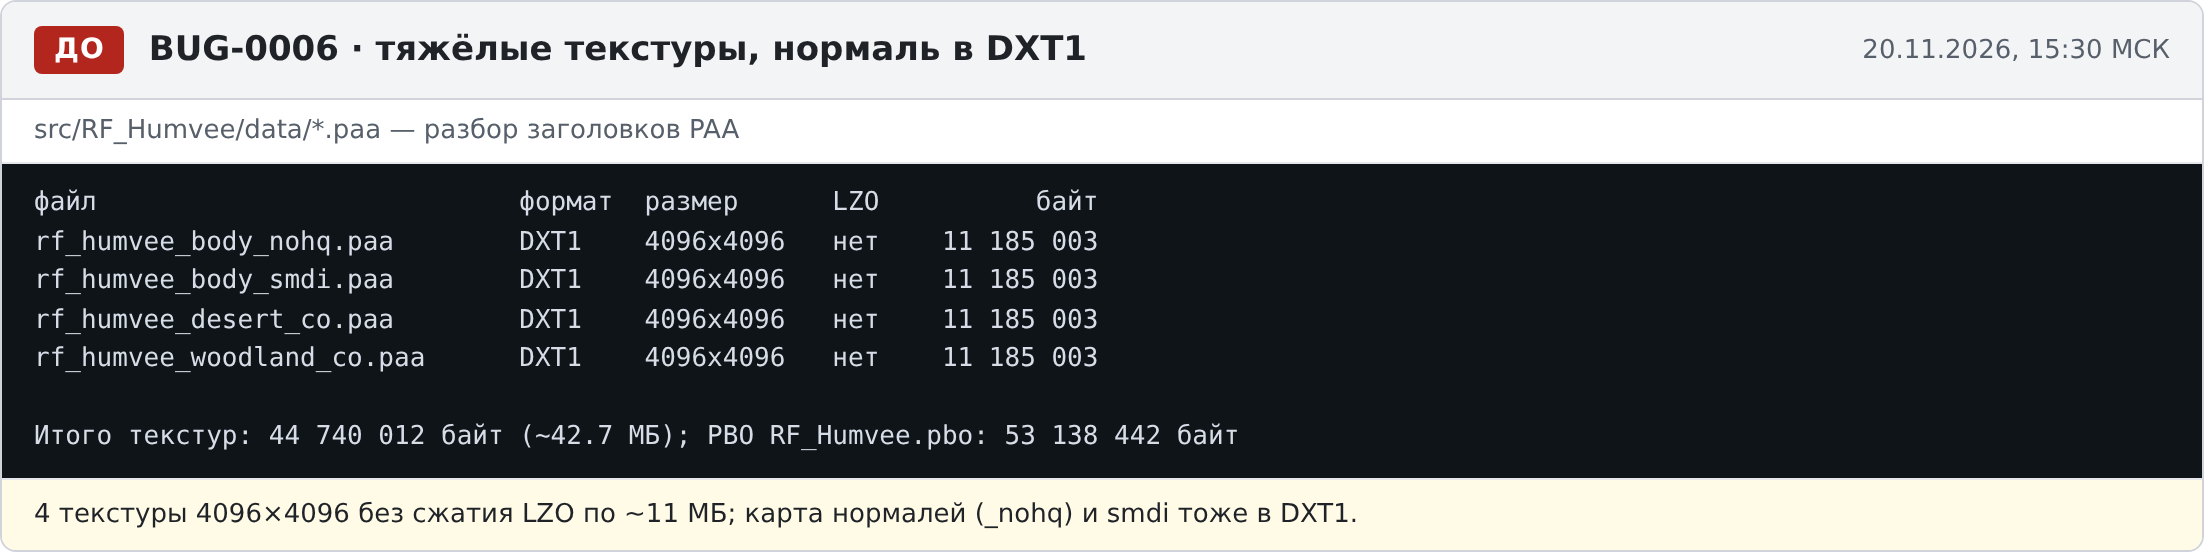 ДО BUG-0006 · тяжёлые текстуры, нормаль в DXT1 20.11.2026, 15:30 МСК
src/RF_Humvee/data/*.paa — разбор заголовков PAA
файл формат размер LZO байт
rf_humvee_body_nohq.paa DXT1 4096x4096 нет 11 185 003
rf_humvee_body_smdi.paa DXT1 4096x4096 нет 11 185 003
rf_humvee_desert_co.paa DXT1 4096x4096 нет 11 185 003
rf_humvee_woodland_co.paa DXT1 4096x4096 нет 11 185 003
Итого текстур: 44 740 012 байт (~42.7 МБ); PBO RF_Humvee.pbo: 53 138 442 байт
4 текстуры 4096×4096 без сжатия LZO по ~11 МБ; карта нормалей (_nohq) и smdi тоже в DXT1.